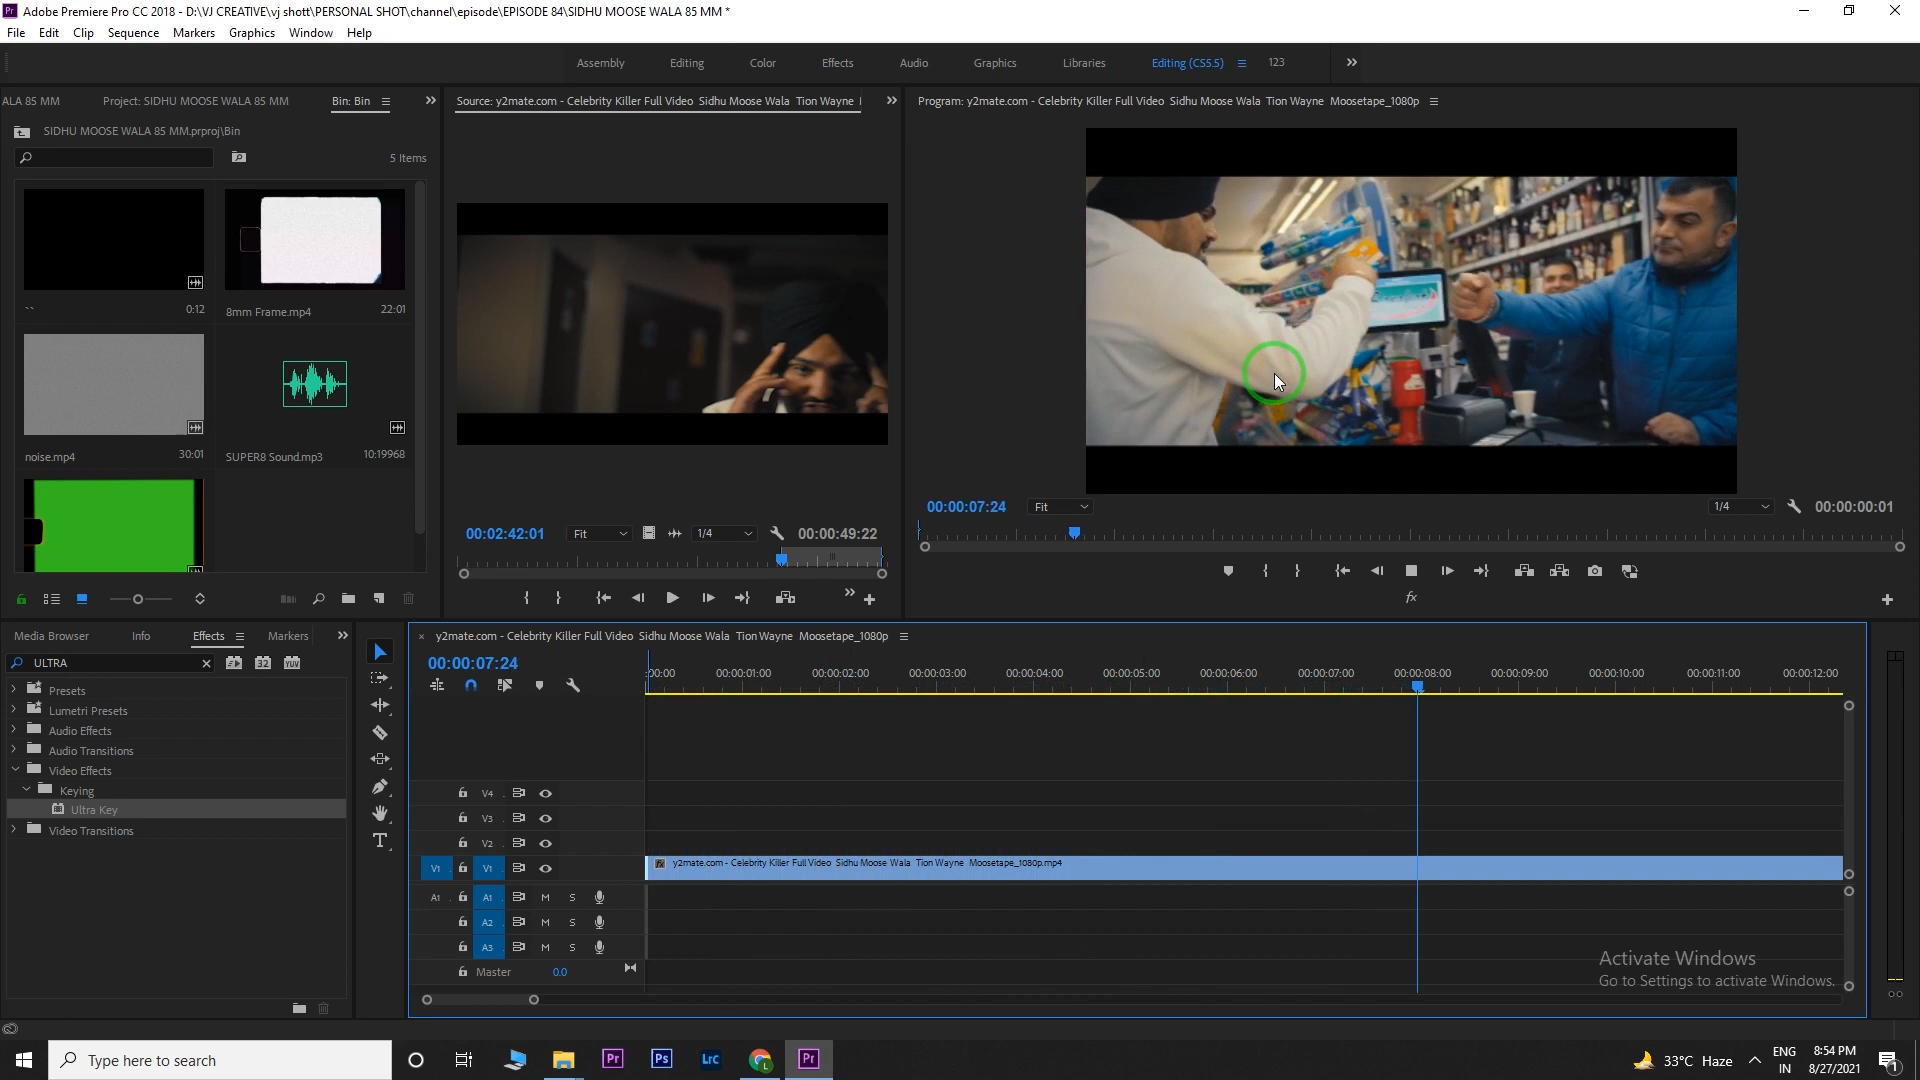 Adobe Premiere Pro CC 2018 - D:\VJ CREATIVE\vj shott\PERSONAL SHOT\channel\episode\EPISODE 84\SIDHU MOOSE WALA 85 MM *
File Edit Clip Sequence Markers Graphics Window Help
Assembly Editing Color Effects Audio Graphics Libraries Editing (CS5.5) 123
ALA 85 MM Project: SIDHU MOOSE WALA 85 MM Bin: Bin
SIDHU MOOSE WALA 85 MM.prproj\Bin
5 Items
`` 0:12
8mm Frame.mp4 22:01
noise.mp4 30:01
SUPER8 Sound.mp3 10:19968
Source: y2mate.com - Celebrity Killer Full Video Sidhu Moose Wala Tion Wayne
00:02:42:01 Fit 1/4 00:00:49:22
Program: y2mate.com - Celebrity Killer Full Video Sidhu Moose Wala Tion Wayne Moosetape_1080p
00:00:07:24 Fit 1/4 00:00:00:01
fx
Media Browser Info Effects Markers
ULTRA 32 YUV
Presets
Lumetri Presets
Audio Effects
Audio Transitions
Video Effects
Keying
Ultra Key
Video Transitions
T
y2mate.com - Celebrity Killer Full Video Sidhu Moose Wala Tion Wayne Moosetape_1080p
00:00:07:24
:00:00 00:00:01:00 00:00:02:00 00:00:03:00 00:00:04:00 00:00:05:00 00:00:06:00 00:00:07:00 00:00:08:00 00:00:09:00 00:00:10:00 00:00:11:00 00:00:12:00
V4
V3
V2
V1 V1 fx y2mate.com - Celebrity Killer Full Video Sidhu Moose Wala Tion Wayne Moosetape_1080p.mp4
A1 A1 M S
A2 M S
A3 M S
Master 0.0
Activate Windows
Go to Settings to activate Windows.
Type here to search
Pr Ps Lrc L Pr
33°C Haze
ENG
IN
8:54 PM
8/27/2021
1